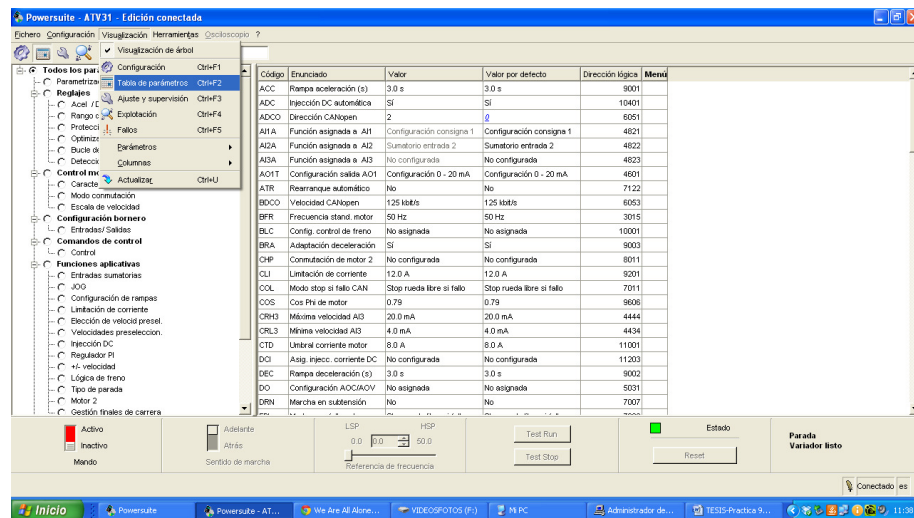 Powersuite - ATV31 - Edición conectada
Fichero Configuración Visualización Herramientas Osciloscopio ?
Visualización de árbol
Configuración Ctrl+F1
Tabla de parámetros Ctrl+F2
Ajuste y supervisión Ctrl+F3
Explotación Ctrl+F4
Fallos Ctrl+F5
Parámetros
Columnas
Actualizar Ctrl+U
Todos los par
Parametriza
Reglajes
Acel / D
Rango c
Protecci
Optimiza
Bucle de
Detecci
Control mo
Caracte
Modo conmutación
Escala de velocidad
Configuración bornero
Entradas/ Salidas
Comandos de control
Control
Funciones aplicativas
Entradas sumatorias
JOG
Configuración de rampas
Limitación de corriente
Elección de velocid presel.
Velocidades preseleccion.
Injección DC
Regulador PI
+/- velocidad
Lógica de freno
Tipo de parada
Motor 2
Gestión finales de carrera
Código Enunciado Valor Valor por defecto Dirección lógica Menú
ACC Rampa aceleración (s) 3.0 s 3.0 s 9001
ADC Injección DC automática Sí Sí 10401
ADCO Dirección CANopen 2 0 6051
AI1A Función asignada a AI1 Configuración consigna 1 Configuración consigna 1 4821
AI2A Función asignada a AI2 Sumatorio entrada 2 Sumatorio entrada 2 4822
AI3A Función asignada a AI3 No configurada No configurada 4823
AO1T Configuración salida AO1 Configuración 0 - 20 mA Configuración 0 - 20 mA 4601
ATR Rearranque automático No No 7122
BDCO Velocidad CANopen 125 kbit/s 125 kbit/s 6053
BFR Frecuencia stand. motor 50 Hz 50 Hz 3015
BLC Config. control de freno No asignada No asignada 10001
BRA Adaptación deceleración Sí Sí 9003
CHP Conmutación de motor 2 No configurada No configurada 8011
CLI Limitación de corriente 12.0 A 12.0 A 9201
COL Modo stop si fallo CAN Stop rueda libre si fallo Stop rueda libre si fallo 7011
COS Cos Phi de motor 0.79 0.79 9606
CRH3 Máxima velocidad AI3 20.0 mA 20.0 mA 4444
CRL3 Mínima velocidad AI3 4.0 mA 4.0 mA 4434
CTD Umbral corriente motor 8.0 A 8.0 A 11001
DCI Asig. injecc. corriente DC No configurada No configurada 11203
DEC Rampa deceleración (s) 3.0 s 3.0 s 9002
DO Configuración AOC/AOV No asignada No asignada 5031
DRN Marcha en subtensión No No 7007
Activo
Inactivo
Mando
Adelante
Atrás
Sentido de marcha
LSP HSP
0.0 0.0 50.0
Referencia de frecuencia
Test Run
Test Stop
Estado
Reset
Parada
Variador listo
Conectado es
Inicio Powersuite Powersuite - AT... We Are All Alone... VIDEOSFOTOS (F:) MI PC Administrador de... TESIS-Practica 9... 11:38